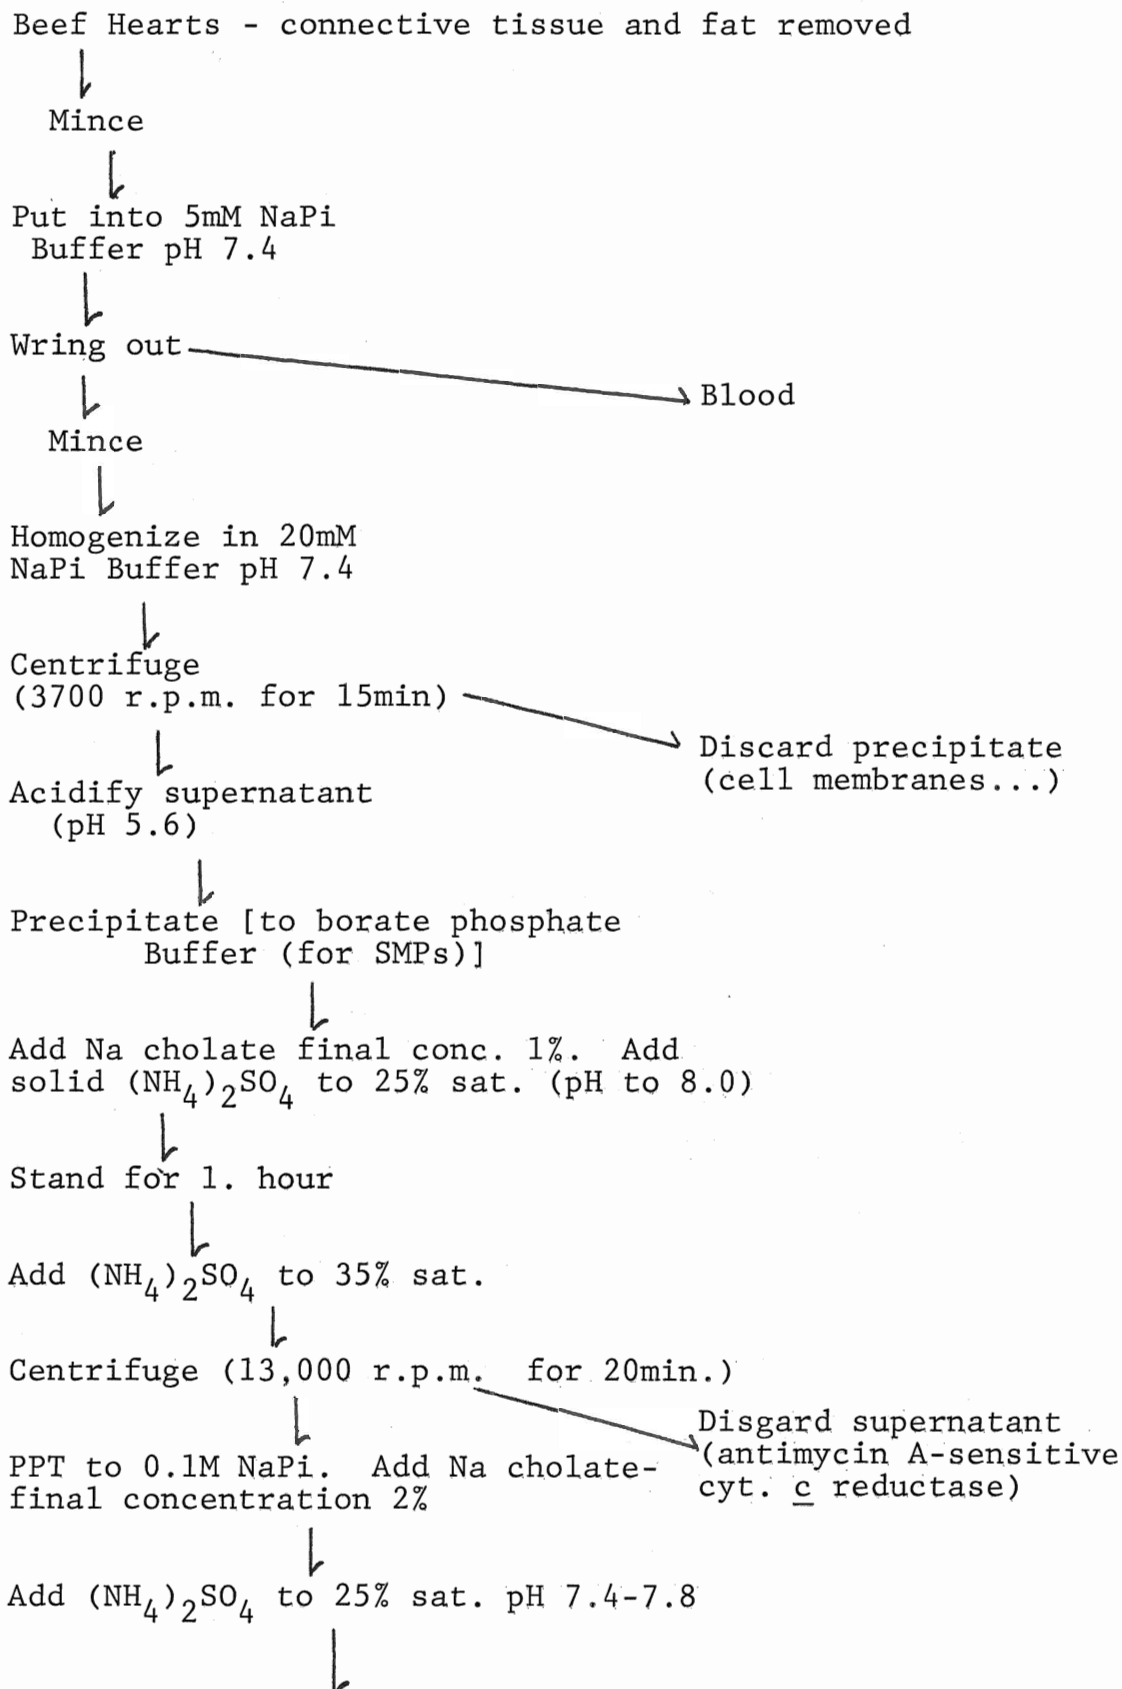 Beef Hearts - connective tissue and fat removed
Mince
Put into 5mM NaPi
Buffer pH 7.4
Wring out
Blood
Mince
Homogenize in 20mM
NaPi Buffer pH 7.4
Centrifuge
(3700 r.p.m. for 15min)
Discard precipitate
(cell membranes...)
Acidify supernatant
(pH 5.6)
Precipitate [to borate phosphate
Buffer (for SMPs)]
Add Na cholate final conc. 1%. Add
solid (NH4)2SO4 to 25% sat. (pH to 8.0)
Stand for 1. hour
Add (NH4)2SO4 to 35% sat.
Centrifuge (13,000 r.p.m. for 20min.)
Disgard supernatant
(antimycin A-sensitive
cyt. c reductase)
PPT to 0.1M NaPi. Add Na cholate-
final concentration 2%
Add (NH4)2SO4 to 25% sat. pH 7.4-7.8